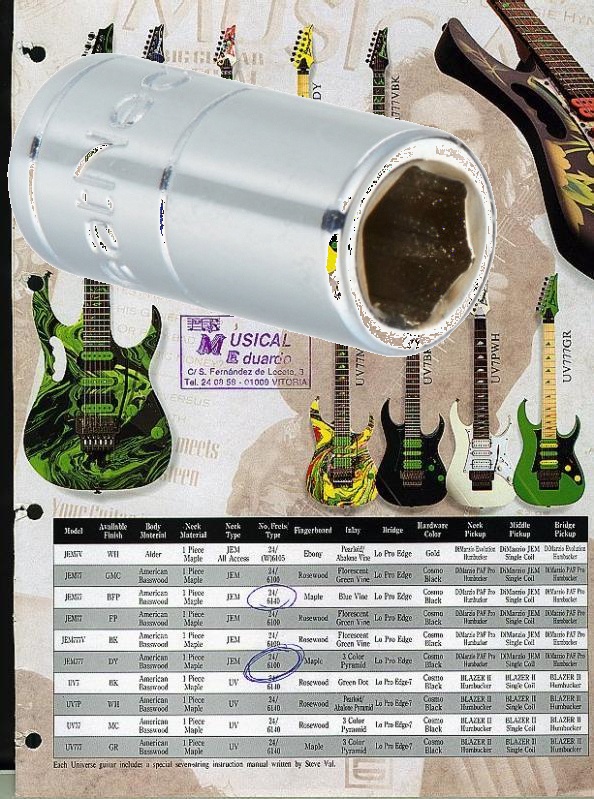 MUSIC
UV77M
UV7BK
UV7PWH
UV777GR
MUSICAL
Eduardo
C/ S. Fernández de Leceta, 3
Tel. 24 08 58 - 01009 VITORIA
VERSUS
meets
Model Available Finish Body Material Neck Material Neck Type No. Frets/ Type Fingerboard Inlay Bridge Hardware Color Neck Pickup Middle Pickup Bridge Pickup
JEM7V WH Alder 1 Piece Maple JEM All Access 24/ (W)6105 Ebony Pearloid/ Abalone Vine Lo Pro Edge Gold DiMarzio Evolution Humbucker DiMarzio JEM Single Coil DiMarzio Evolution Humbucker
JEM77 GMC American Basswood 1 Piece Maple JEM 24/ 6100 Rosewood Florescent Green Vine Lo Pro Edge Cosmo Black DiMarzio PAF Pro Humbucker DiMarzio JEM Single Coil DiMarzio PAF Pro Humbucker
JEM77 BFP American Basswood 1 Piece Maple JEM 24/ 6140 Maple Blue Vine Lo Pro Edge Cosmo Black DiMarzio PAF Pro Humbucker DiMarzio JEM Single Coil DiMarzio PAF Pro Humbucker
JEM77 FP American Basswood 1 Piece Maple JEM 24/ 6100 Rosewood Florescent Green Vine Lo Pro Edge Cosmo Black DiMarzio PAF Pro Humbucker DiMarzio JEM Single Coil DiMarzio PAF Pro Humbucker
JEM777V BK American Basswood 1 Piece Maple JEM 24/ 6100 Rosewood Florescent Green Vine Lo Pro Edge Cosmo Black DiMarzio PAF Pro Humbucker DiMarzio JEM Single Coil DiMarzio PAF Pro Humbucker
JEM777 DY American Basswood 1 Piece Maple JEM 24/ 6100 Maple 3 Color Pyramid Lo Pro Edge Cosmo Black DiMarzio PAF Pro Humbucker DiMarzio JEM Single Coil DiMarzio PAF Pro Humbucker
UV7 BK American Basswood 1 Piece Maple UV 24/ 6140 Rosewood Green Dot Lo Pro Edge-7 Cosmo Black BLAZER II Humbucker BLAZER II Single Coil BLAZER II Humbucker
UV7P WH American Basswood 1 Piece Maple UV 24/ 6140 Rosewood Pearloid/ Abalone Pyramid Lo Pro Edge-7 Cosmo Black BLAZER II Humbucker BLAZER II Single Coil BLAZER II Humbucker
UV77 MC American Basswood 1 Piece Maple UV 24/ 6140 Rosewood 3 Color Pyramid Lo Pro Edge-7 Cosmo Black BLAZER II Humbucker BLAZER II Single Coil BLAZER II Humbucker
UV777 GR American Basswood 1 Piece Maple UV 24/ 6140 Maple 3 Color Pyramid Lo Pro Edge-7 Cosmo Black BLAZER II Humbucker BLAZER II Single Coil BLAZER II Humbucker
Each Universe guitar includes a special seven-string instruction manual written by Steve Vai.